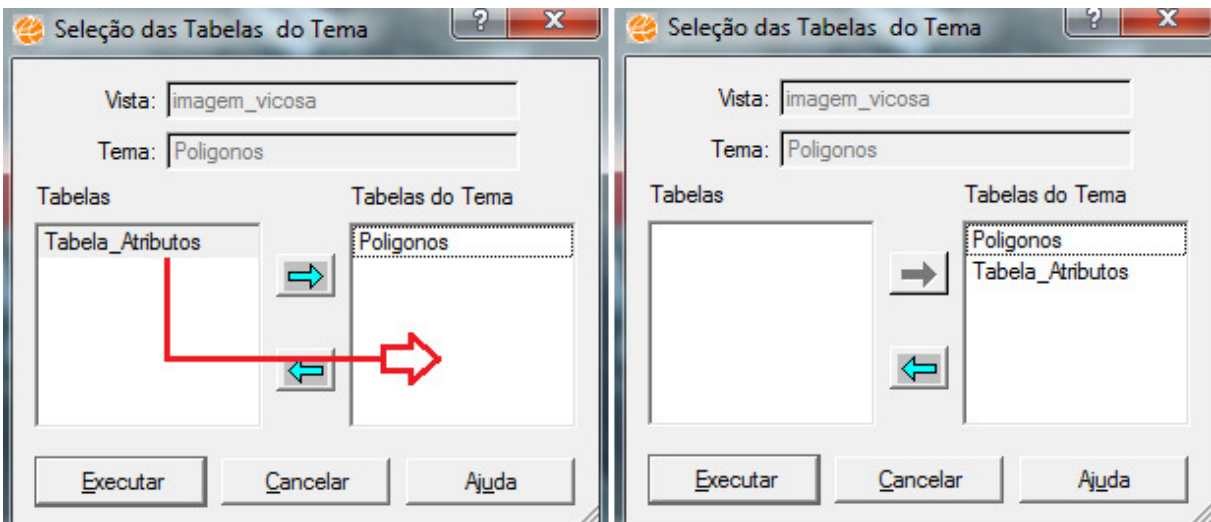 Seleção das Tabelas do Tema
?
X
Vista: imagem_vicosa
Tema: Poligonos
Tabelas
Tabelas do Tema
Tabela_Atributos
Poligonos
Executar
Cancelar
Ajuda
Seleção das Tabelas do Tema
?
X
Vista: imagem_vicosa
Tema: Poligonos
Tabelas
Tabelas do Tema
Poligonos
Tabela_Atributos
Executar
Cancelar
Ajuda